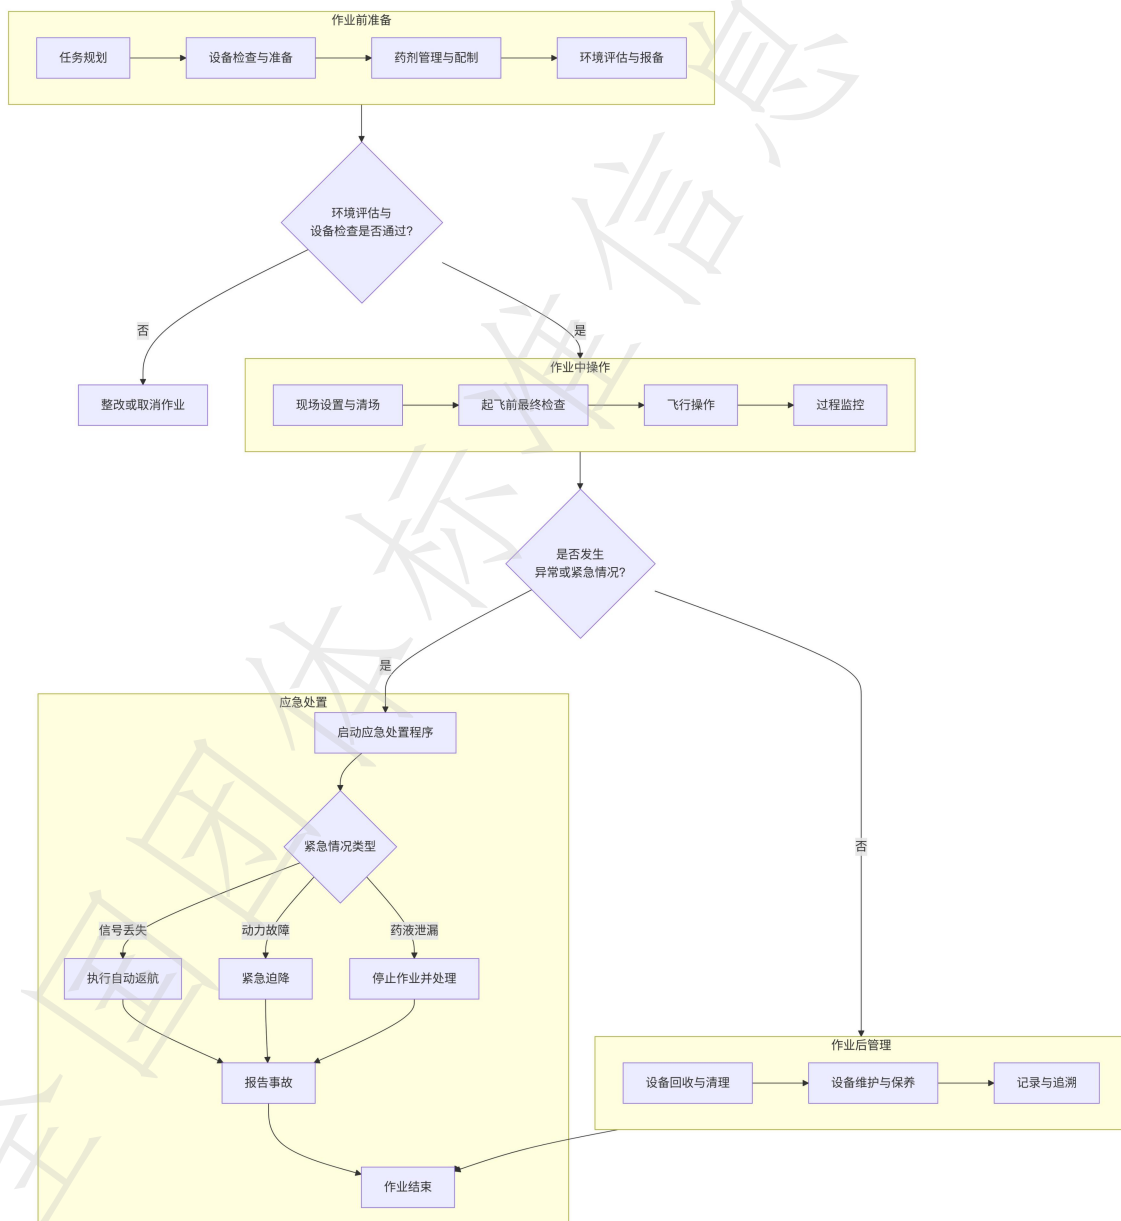 作业前准备
任务规划
设备检查与准备
药剂管理与配制
环境评估与报备
环境评估与
设备检查是否通过?
否
是
整改或取消作业
作业中操作
现场设置与清场
起飞前最终检查
飞行操作
过程监控
是否发生
异常或紧急情况?
是
否
应急处置
启动应急处置程序
紧急情况类型
信号丢失
动力故障
药液泄漏
执行自动返航
紧急迫降
停止作业并处理
报告事故
作业后管理
设备回收与清理
设备维护与保养
记录与追溯
作业结束
全国团体标准信息